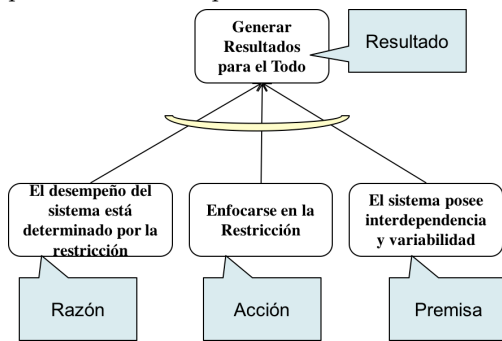 Generar
Resultados
para el Todo
Resultado
El desempeño del
sistema está
determinado por la
restricción
Enfocarse en la
Restricción
El sistema posee
interdependencia
y variabilidad
Razón
Acción
Premisa